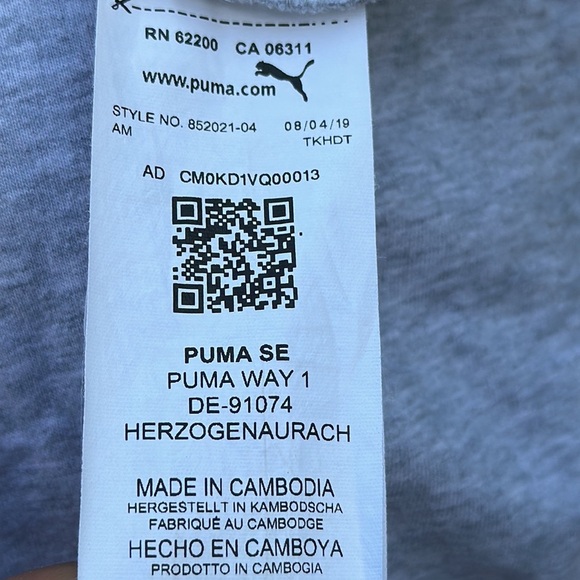 RN 62200 CA 06311
www.puma.com
STYLE NO. 852021-04 08/04/19
AM TKHDT
AD CM0KD1VQ00013
PUMA SE
PUMA WAY 1
DE-91074
HERZOGENAURACH
MADE IN CAMBODIA
HERGESTELLT IN KAMBODSCHA
FABRIQUÉ AU CAMBODGE
HECHO EN CAMBOYA
PRODOTTO IN CAMBOGIA